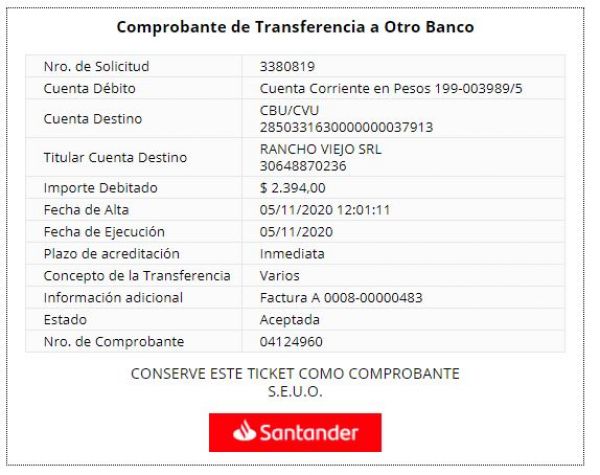 Comprobante de Transferencia a Otro Banco
Nro. de Solicitud 3380819
Cuenta Débito Cuenta Corriente en Pesos 199-003989/5
Cuenta Destino CBU/CVU
2850331630000000037913
Titular Cuenta Destino RANCHO VIEJO SRL
30648870236
Importe Debitado $ 2.394,00
Fecha de Alta 05/11/2020 12:01:11
Fecha de Ejecución 05/11/2020
Plazo de acreditación Inmediata
Concepto de la Transferencia Varios
Información adicional Factura A 0008-00000483
Estado Aceptada
Nro. de Comprobante 04124960
CONSERVE ESTE TICKET COMO COMPROBANTE
S.E.U.O.
Santander